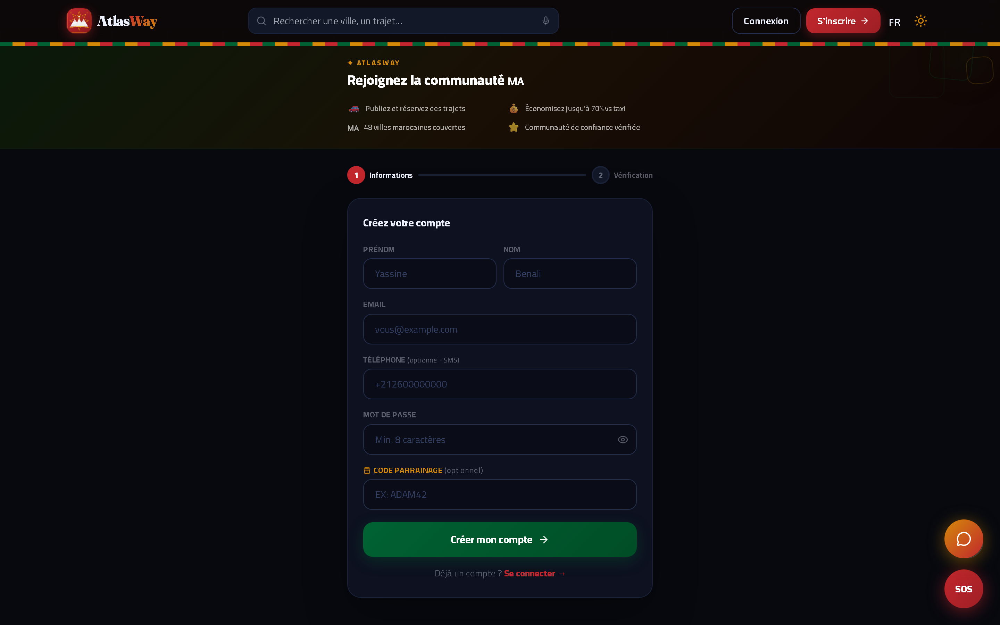 AtlasWay
Rechercher une ville, un trajet...
Connexion
S'inscrire →
FR
✦ ATLASWAY
Rejoignez la communauté MA
Publiez et réservez des trajets
Économisez jusqu'à 70% vs taxi
MA 48 villes marocaines couvertes
Communauté de confiance vérifiée
1 Informations
2 Vérification
Créez votre compte
PRÉNOM
NOM
Yassine
Benali
EMAIL
vous@example.com
TÉLÉPHONE (optionnel · SMS)
+212600000000
MOT DE PASSE
Min. 8 caractères
CODE PARRAINAGE (optionnel)
EX: ADAM42
Créer mon compte →
Déjà un compte ? Se connecter →
SOS